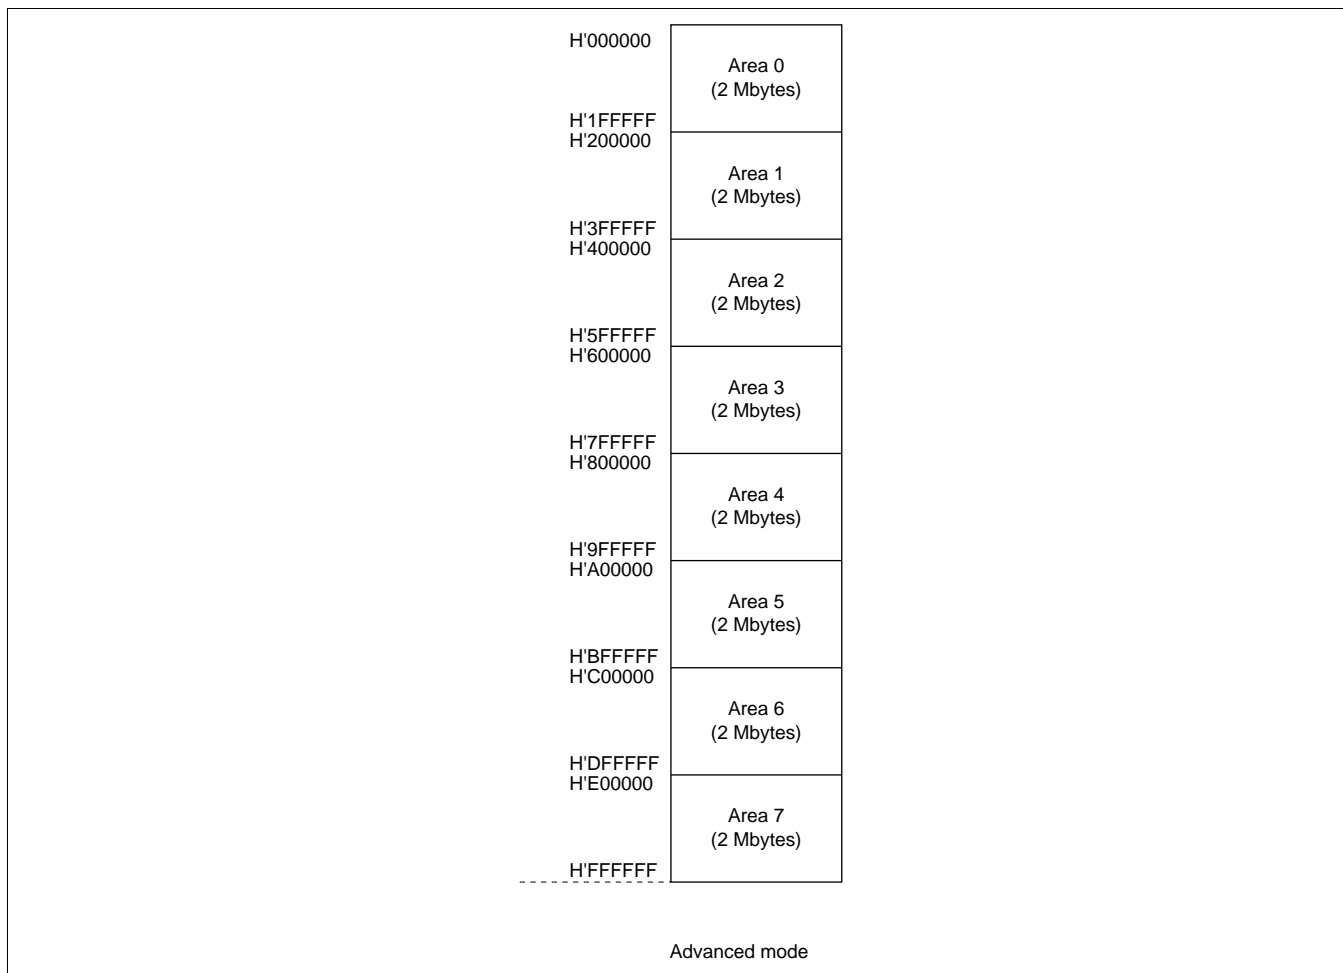 H'000000
Area 0
(2 Mbytes)
H'1FFFFF
H'200000
Area 1
(2 Mbytes)
H'3FFFFF
H'400000
Area 2
(2 Mbytes)
H'5FFFFF
H'600000
Area 3
(2 Mbytes)
H'7FFFFF
H'800000
Area 4
(2 Mbytes)
H'9FFFFF
H'A00000
Area 5
(2 Mbytes)
H'BFFFFF
H'C00000
Area 6
(2 Mbytes)
H'DFFFFF
H'E00000
Area 7
(2 Mbytes)
H'FFFFFF
Advanced mode